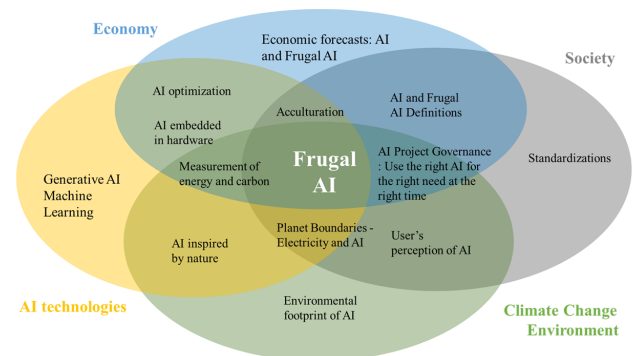 Economy
Economic forecasts: AI
and Frugal AI
Society
AI optimization
Acculturation
AI and Frugal
AI Definitions
AI embedded
in hardware
Measurement of
energy and carbon
Frugal
AI
AI Project Governance
: Use the right AI for
the right need at the
right time
Standardizations
Generative AI
Machine
Learning
AI inspired
by nature
Planet Boundaries -
Electricity and AI
User's
perception of AI
AI technologies
Environmental
footprint of AI
Climate Change
Environment